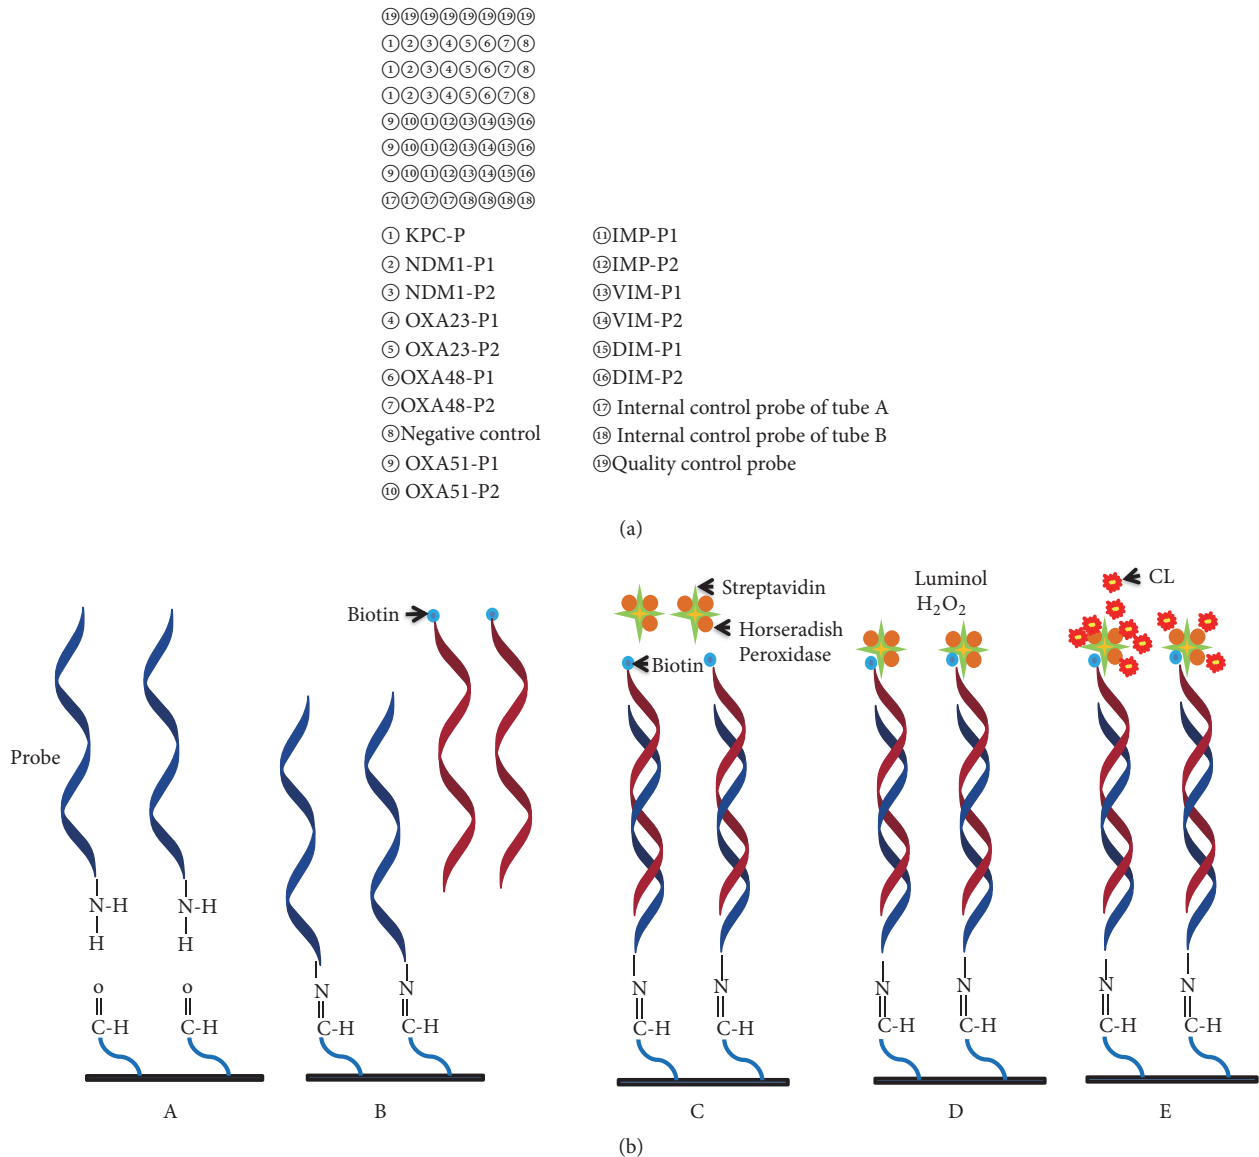 ⑲⑲⑲⑲⑲⑲⑲⑲
①②③④⑤⑥⑦⑧
①②③④⑤⑥⑦⑧
①②③④⑤⑥⑦⑧
⑨⑩⑪⑫⑬⑭⑮⑯
⑨⑩⑪⑫⑬⑭⑮⑯
⑨⑩⑪⑫⑬⑭⑮⑯
⑰⑰⑰⑰⑱⑱⑱⑱
① KPC-P
② NDM1-P1
③ NDM1-P2
④ OXA23-P1
⑤ OXA23-P2
⑥OXA48-P1
⑦OXA48-P2
⑧Negative control
⑨ OXA51-P1
⑩ OXA51-P2
⑪IMP-P1
⑫IMP-P2
⑬VIM-P1
⑭VIM-P2
⑮DIM-P1
⑯DIM-P2
⑰ Internal control probe of tube A
⑱ Internal control probe of tube B
⑲Quality control probe
(a)
Probe
N-H
H
N-H
H
o
C-H
o
C-H
A
Biotin
N
C-H
N
C-H
B
Streptavidin
Horseradish
Peroxidase
Biotin
N
C-H
N
C-H
C
Luminol
H₂O₂
N
C-H
N
C-H
D
CL
N
C-H
N
C-H
E
(b)